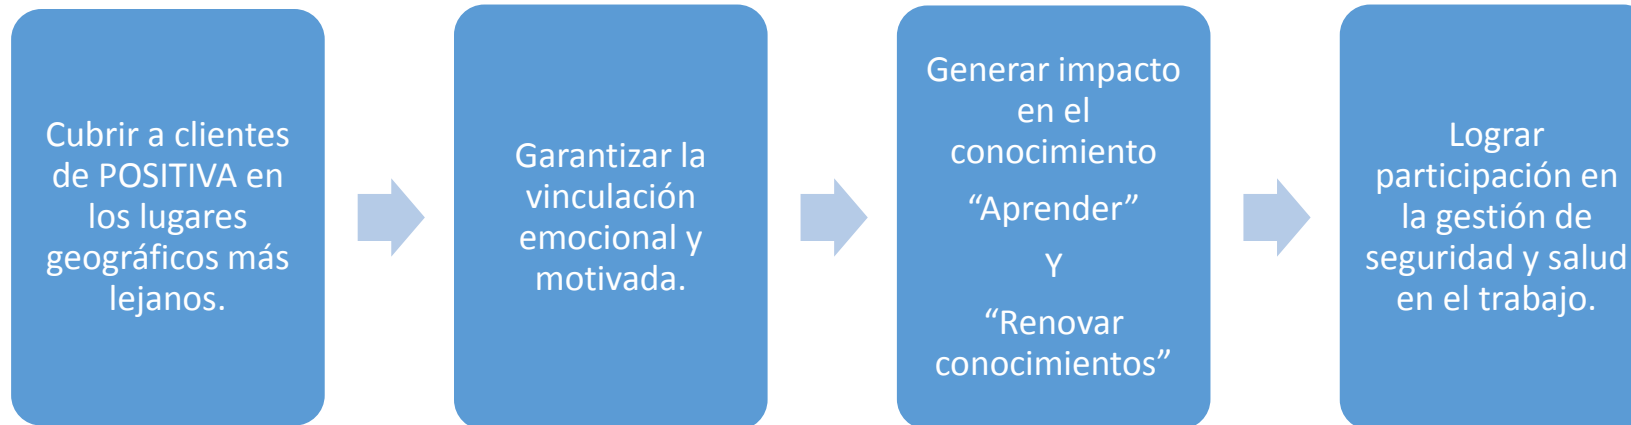 Cubrir a clientes
de POSITIVA en
los lugares
geográficos más
lejanos.
Garantizar la
vinculación
emocional y
motivada.
Generar impacto
en el
conocimiento
“Aprender”
Y
“Renovar
conocimientos”
Lograr
participación en
la gestión de
seguridad y salud
en el trabajo.